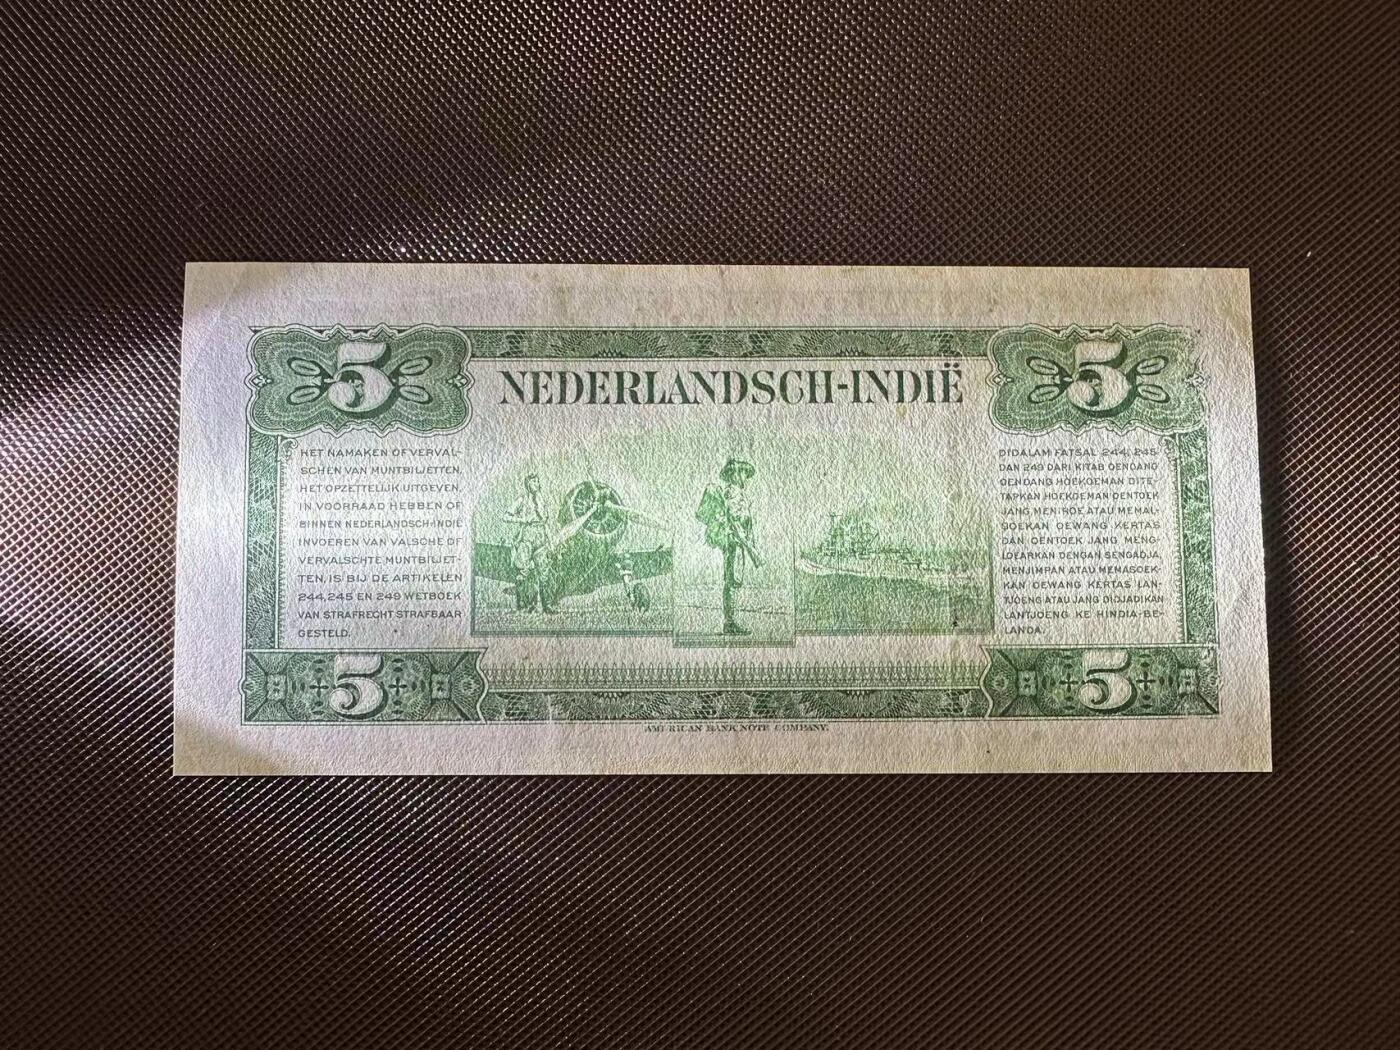 5
NEDERLANDSCH-INDIË
5
HET NAMAKEN OF VERVAL-
SCHEN VAN MUNTBILJETTEN,
HET OPZETTELIJK UITGEVEN,
IN VOORRAAD HEBBEN OF
BINNEN NEDERLANDSCH-INDIË
INVOEREN VAN VALSCHE OF
VERVALSCHTE MUNTBILJET-
TEN, IS BIJ DE ARTIKELEN
244, 245 EN 249 WETBOEK
VAN STRAFRECHT STRAFBAAR
GESTELD.
DIDALAM FATSAL 244, 245
DAN 249 DARI KITAB OENDANG
OENDANG HOEKOEMAN DITE-
TAPKAN HOEKOEMAN OENTOEK
JANG MENIROE ATAU MEMAL-
SOEKAN OEWANG KERTAS
DAN OENTOEK JANG MENG-
LOEARKAN DENGAN SENGADJA,
MENJIMPAN ATAU MEMASOEK-
KAN OEWANG KERTAS LAN-
TJOENG ATAU JANG DIDJADIKAN
LANTJOENG KE HINDIA-BE-
LANDA.
5
5
AMERICAN BANK NOTE COMPANY.